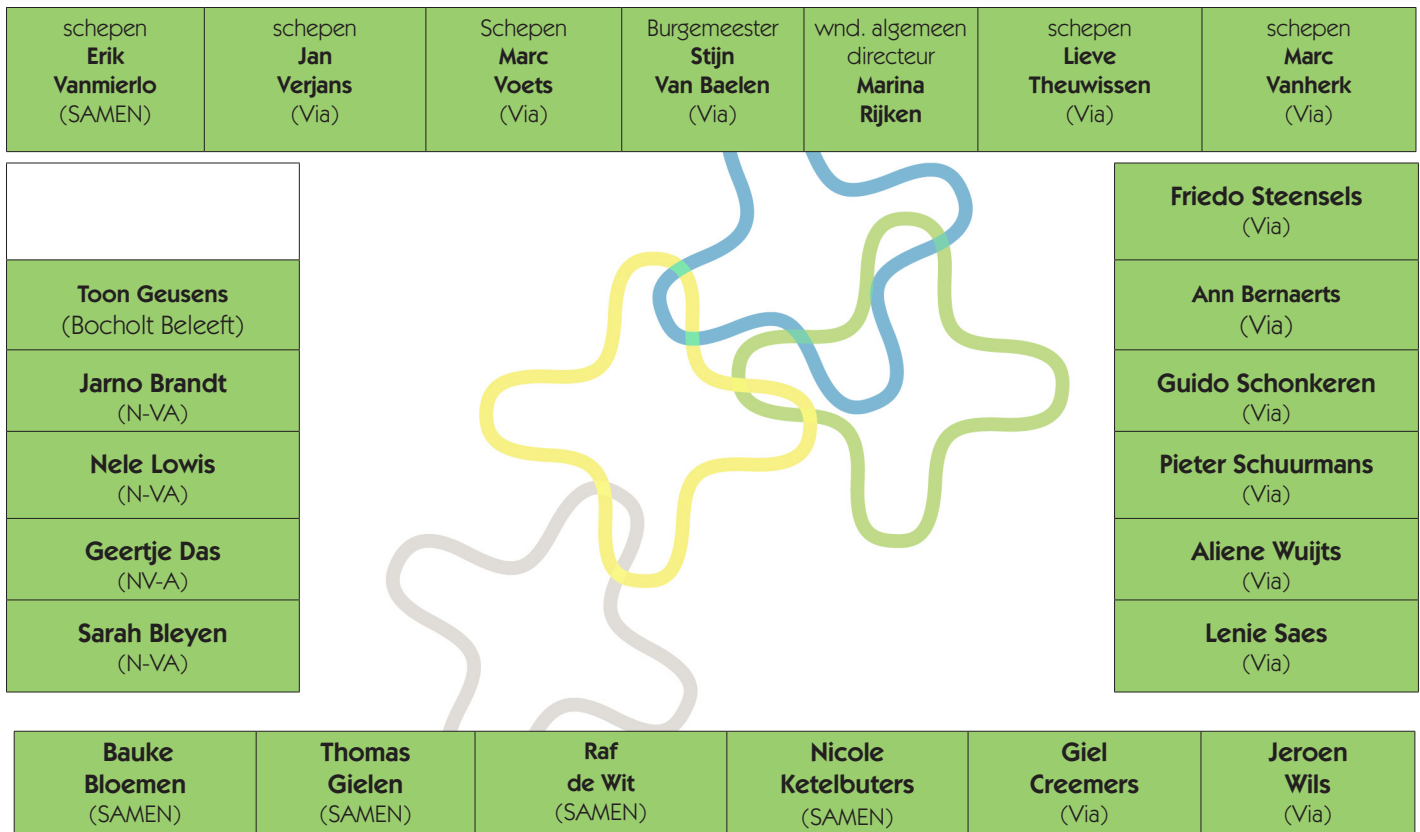 schepen
Erik
Vanmierlo
(SAMEN)
schepen
Jan
Verjans
(Via)
Schepen
Marc
Voets
(Via)
Burgemeester
Stijn
Van Baelen
(Via)
wnd. algemeen
directeur
Marina
Rijken
schepen
Lieve
Theuwissen
(Via)
schepen
Marc
Vanherk
(Via)
Toon Geusens
(Bocholt Beleeft)
Jarno Brandt
(N-VA)
Nele Lowis
(N-VA)
Geertje Das
(NV-A)
Sarah Bleyen
(N-VA)
Friedo Steensels
(Via)
Ann Bernaerts
(Via)
Guido Schonkeren
(Via)
Pieter Schuurmans
(Via)
Aliene Wuijts
(Via)
Lenie Saes
(Via)
Bauke
Bloemen
(SAMEN)
Thomas
Gielen
(SAMEN)
Raf
de Wit
(SAMEN)
Nicole
Ketelbuters
(SAMEN)
Giel
Creemers
(Via)
Jeroen
Wils
(Via)